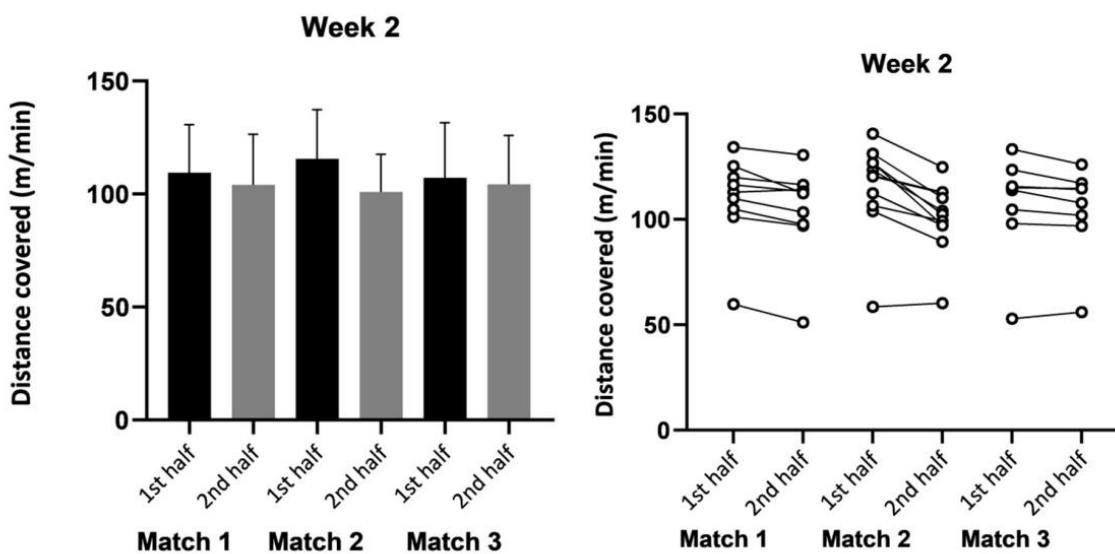 Week 2
Distance covered (m/min)
150
100
50
0
1st half
2nd half
1st half
2nd half
1st half
2nd half
Match 1
Match 2
Match 3
Week 2
Distance covered (m/min)
150
100
50
0
1st half
2nd half
1st half
2nd half
1st half
2nd half
Match 1
Match 2
Match 3